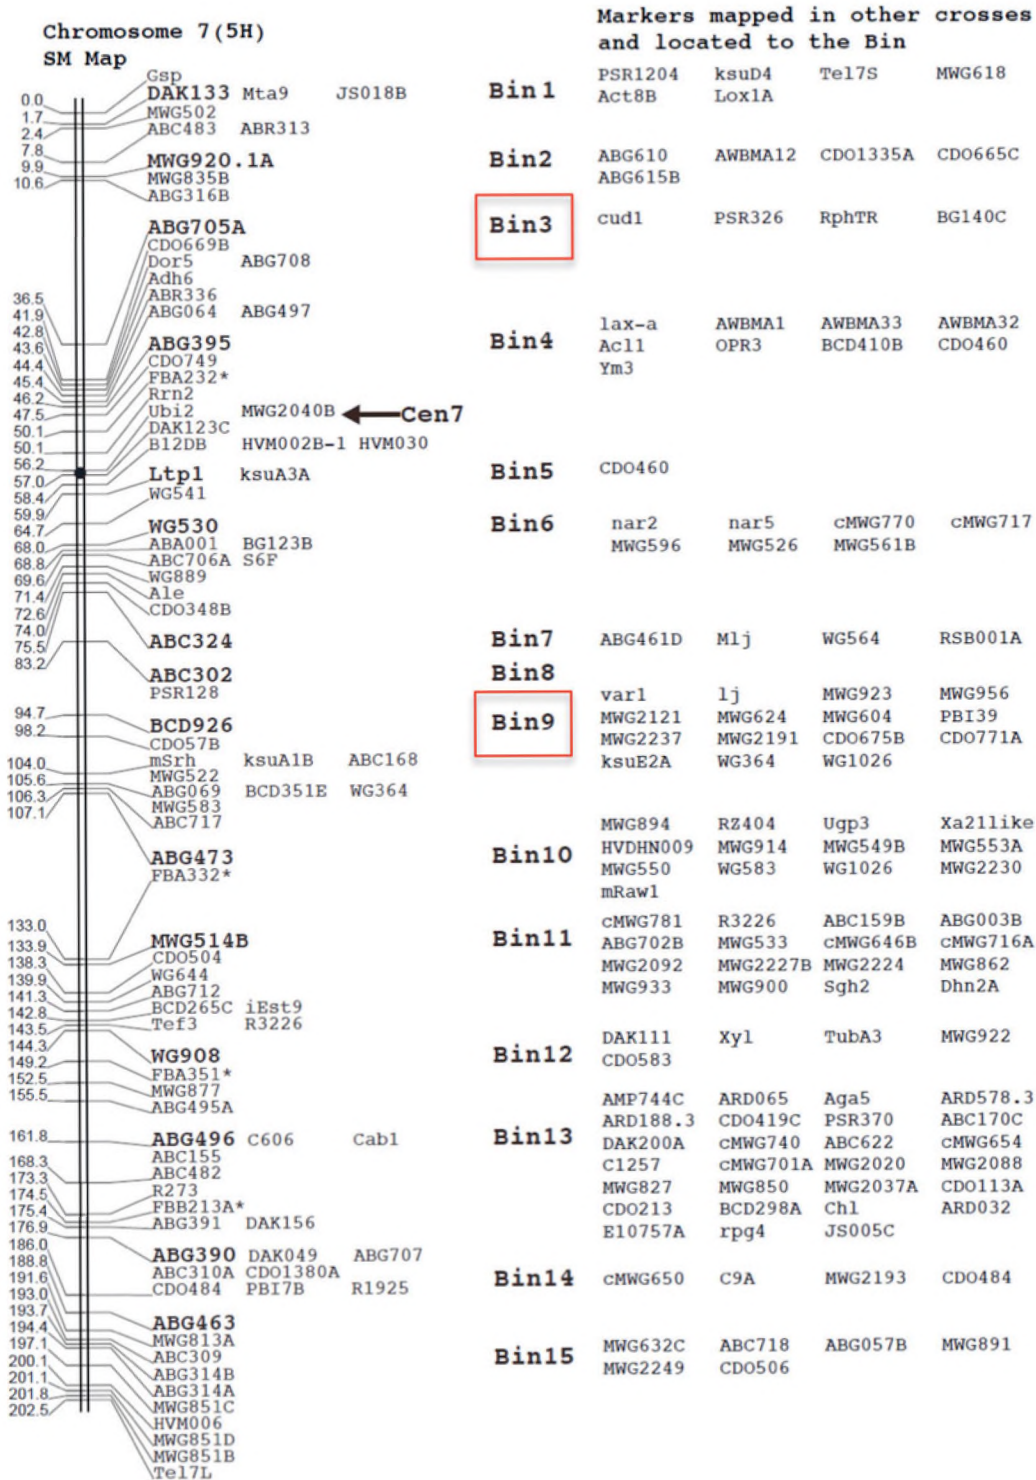 Chromosome 7(5H)
SM Map
Markers mapped in other crosses
and located to the Bin
0.0
1.7
2.4
7.8
9.9
10.6
36.5
41.9
42.8
43.6
44.4
45.4
46.2
47.5
50.1
50.1
56.2
57.0
58.4
59.9
64.7
68.0
68.8
69.6
71.4
72.6
74.0
75.5
83.2
94.7
98.2
104.0
105.6
106.3
107.1
133.0
133.9
138.3
139.9
141.3
142.8
143.5
144.3
149.2
152.5
155.5
161.8
168.3
173.3
174.5
175.4
176.9
186.0
188.8
191.6
193.0
193.7
194.4
197.1
200.1
201.1
201.8
202.5
Gsp
DAK133 Mta9 JS018B
MWG502
ABC483 ABR313
MWG920.1A
MWG835B
ABG316B
ABG705A
CDO669B
Dor5 ABG708
Adh6
ABR336
ABG064 ABG497
ABG395
CDO749
FBA232*
Rrn2
Ubi2 MWG2040B Cen7
DAK123C
B12DB HVM002B-1 HVM030
Ltp1 ksuA3A
WG541
WG530
ABA001 BG123B
ABC706A S6F
WG889
Ale
CDO348B
ABC324
ABC302
PSR128
BCD926
CDO57B
mSrh ksuA1B ABC168
MWG522
ABG069 BCD351E WG364
MWG583
ABC717
ABG473
FBA332*
MWG514B
CDO504
WG644
ABG712
BCD265C iEst9
Tef3 R3226
WG908
FBA351*
MWG877
ABG495A
ABG496 C606 Cab1
ABC155
ABC482
R273
FBB213A*
ABG391 DAK156
ABG390 DAK049 ABG707
ABC310A CDO1380A
CDO484 PBI7B R1925
ABG463
MWG813A
ABC309
ABG314B
ABG314A
MWG851C
HVM006
MWG851D
MWG851B
Tel7L
Bin1
PSR1204 ksuD4 Tel7S MWG618
Act8B Lox1A
Bin2
ABG610 AWBMA12 CDO1335A CDO665C
ABG615B
Bin3
cud1 PSR326 RphTR BG140C
Bin4
lax-a AWBMA1 AWBMA33 AWBMA32
Acl1 OPR3 BCD410B CDO460
Ym3
Bin5
CDO460
Bin6
nar2 nar5 cMWG770 cMWG717
MWG596 MWG526 MWG561B
Bin7
ABG461D Mlj WG564 RSB001A
Bin8
Bin9
var1 lj MWG923 MWG956
MWG2121 MWG624 MWG604 PBI39
MWG2237 MWG2191 CDO675B CDO771A
ksuE2A WG364 WG1026
Bin10
MWG894 RZ404 Ugp3 Xa21like
HVDHN009 MWG914 MWG549B MWG553A
MWG550 WG583 WG1026 MWG2230
mRaw1
Bin11
cMWG781 R3226 ABC159B ABG003B
ABG702B MWG533 cMWG646B cMWG716A
MWG2092 MWG2227B MWG2224 MWG862
MWG933 MWG900 Sgh2 Dhn2A
Bin12
DAK111 Xyl TubA3 MWG922
CDO583
Bin13
AMP744C ARD065 Aga5 ARD578.3
ARD188.3 CDO419C PSR370 ABC170C
DAK200A cMWG740 ABC622 cMWG654
C1257 cMWG701A MWG2020 MWG2088
MWG827 MWG850 MWG2037A CDO113A
CDO213 BCD298A Chl ARD032
E10757A rpg4 JS005C
Bin14
cMWG650 C9A MWG2193 CDO484
Bin15
MWG632C ABC718 ABG057B MWG891
MWG2249 CDO506